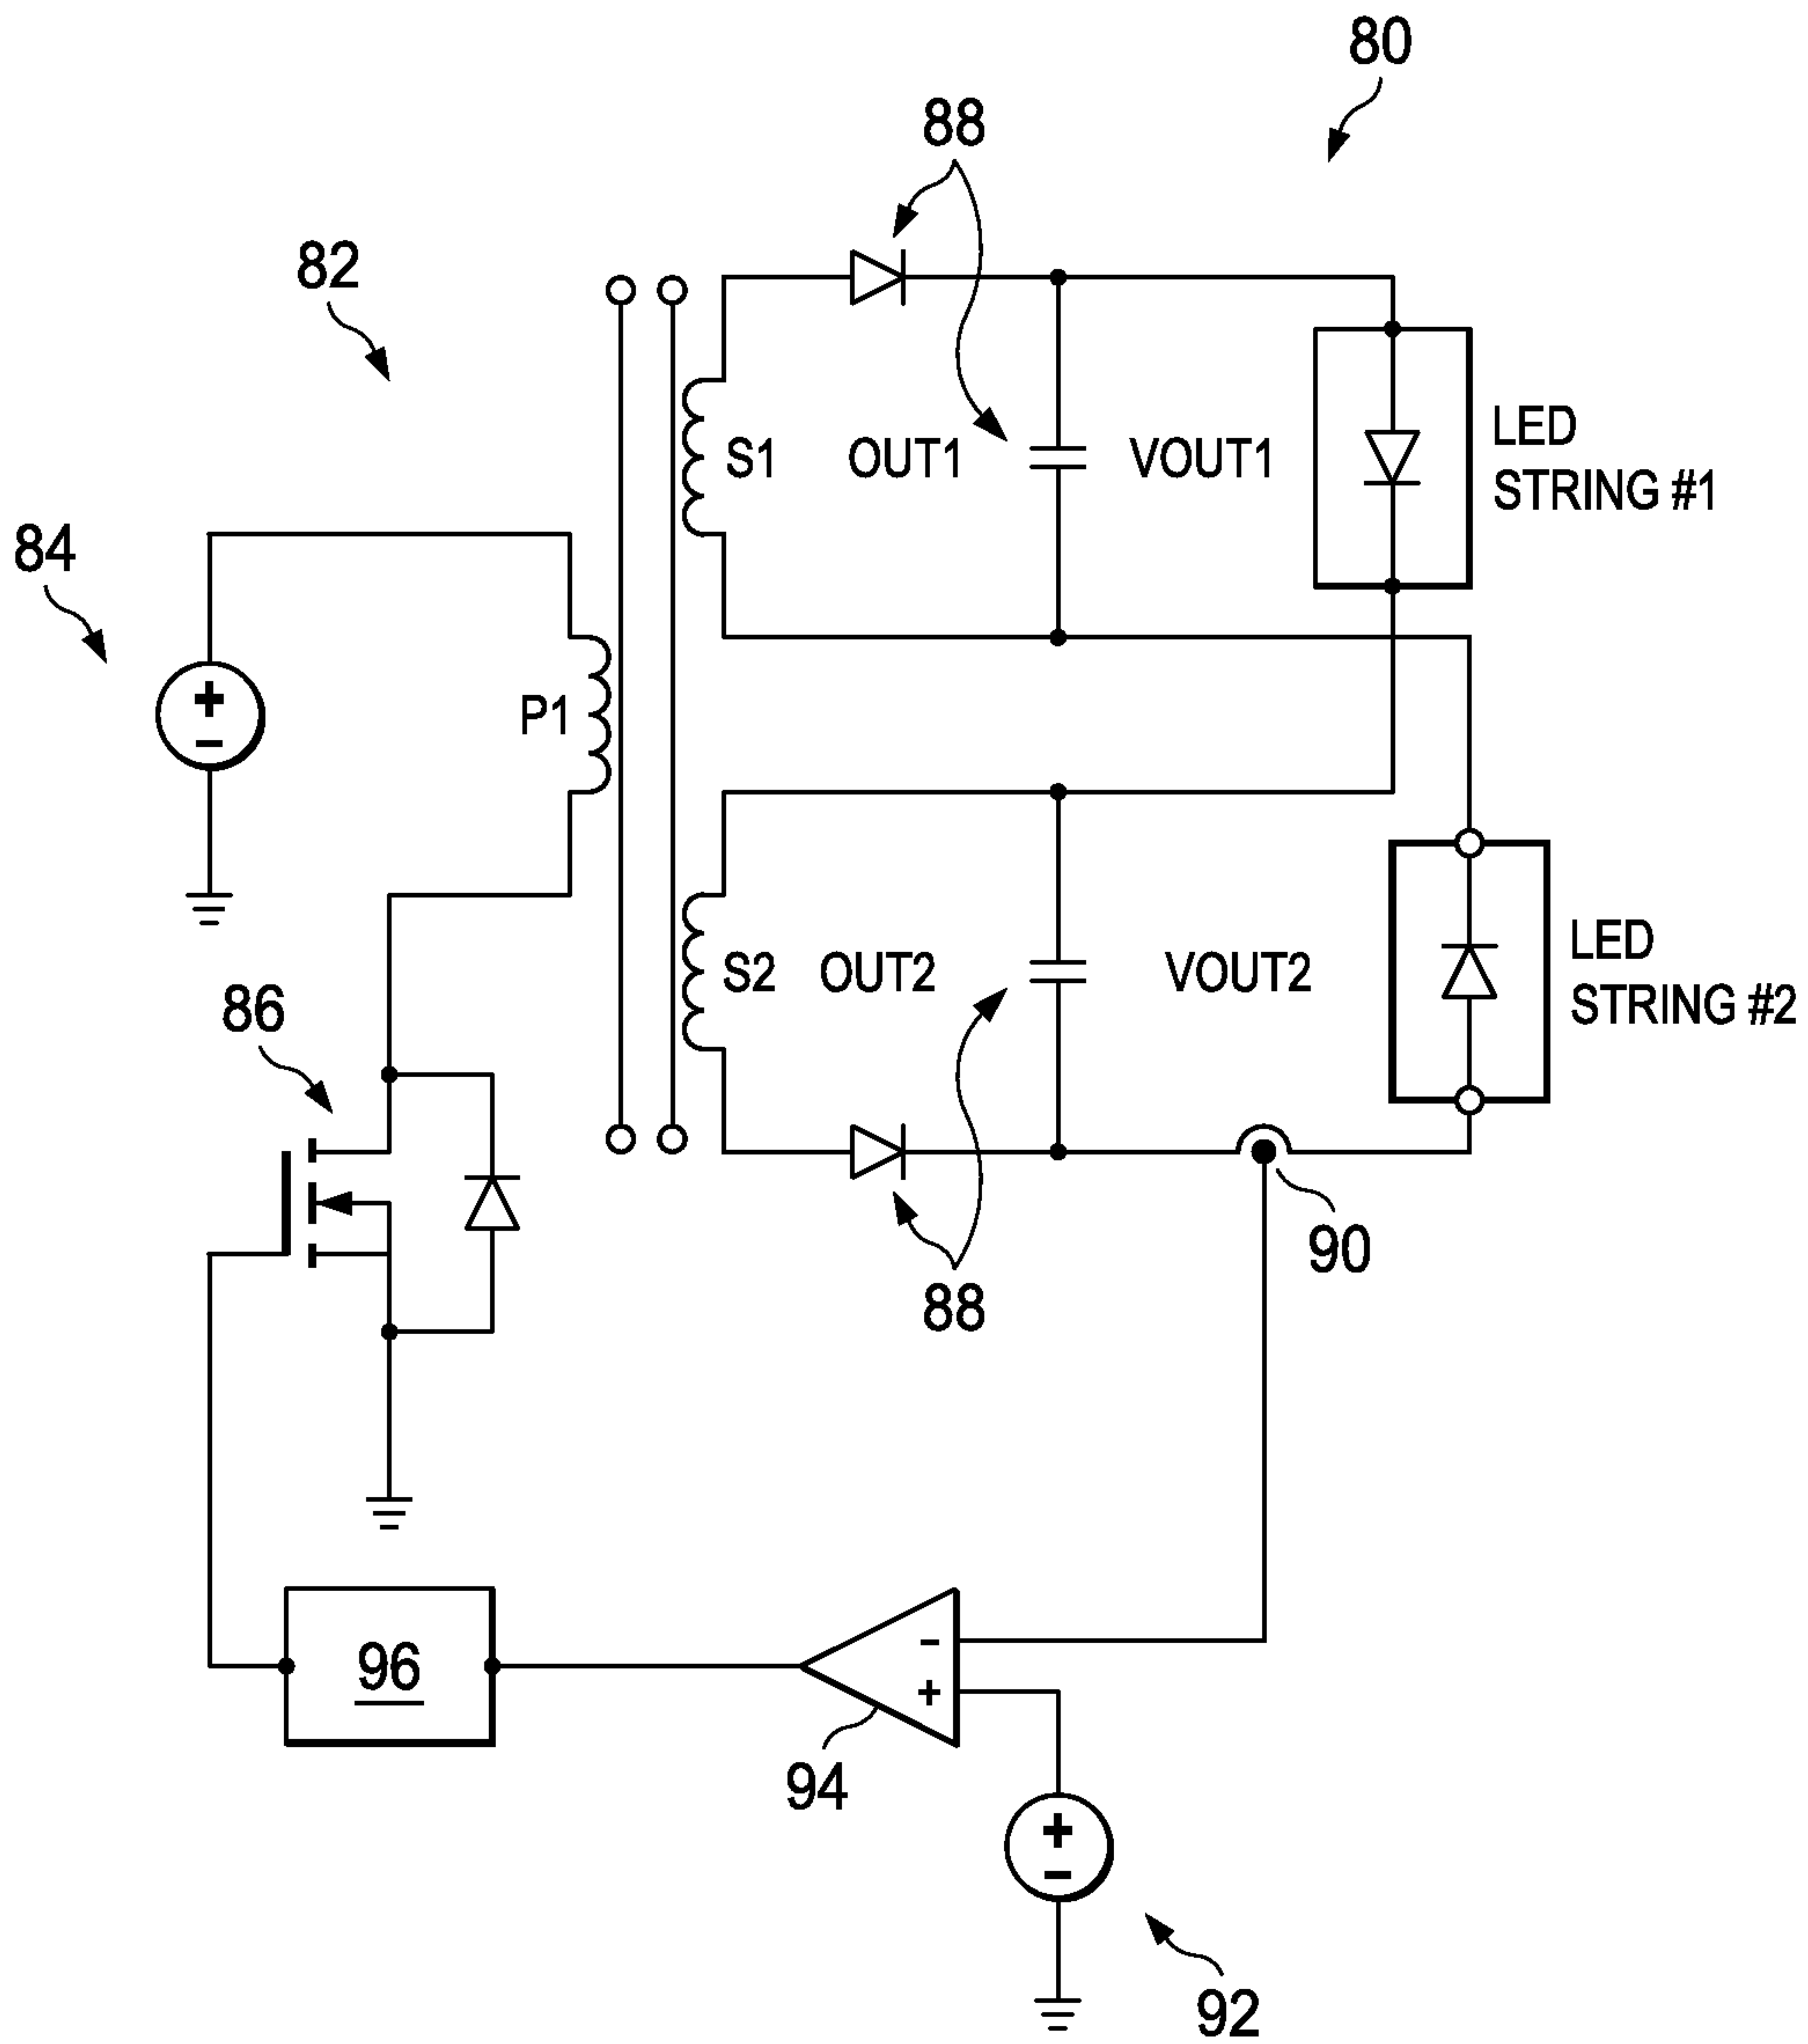 80
88
82
LED
STRING #1
S1
OUT1
VOUT1
84
+
-
P1
LED
STRING #2
S2
OUT2
VOUT2
86
90
88
96
-
+
94
+
-
92